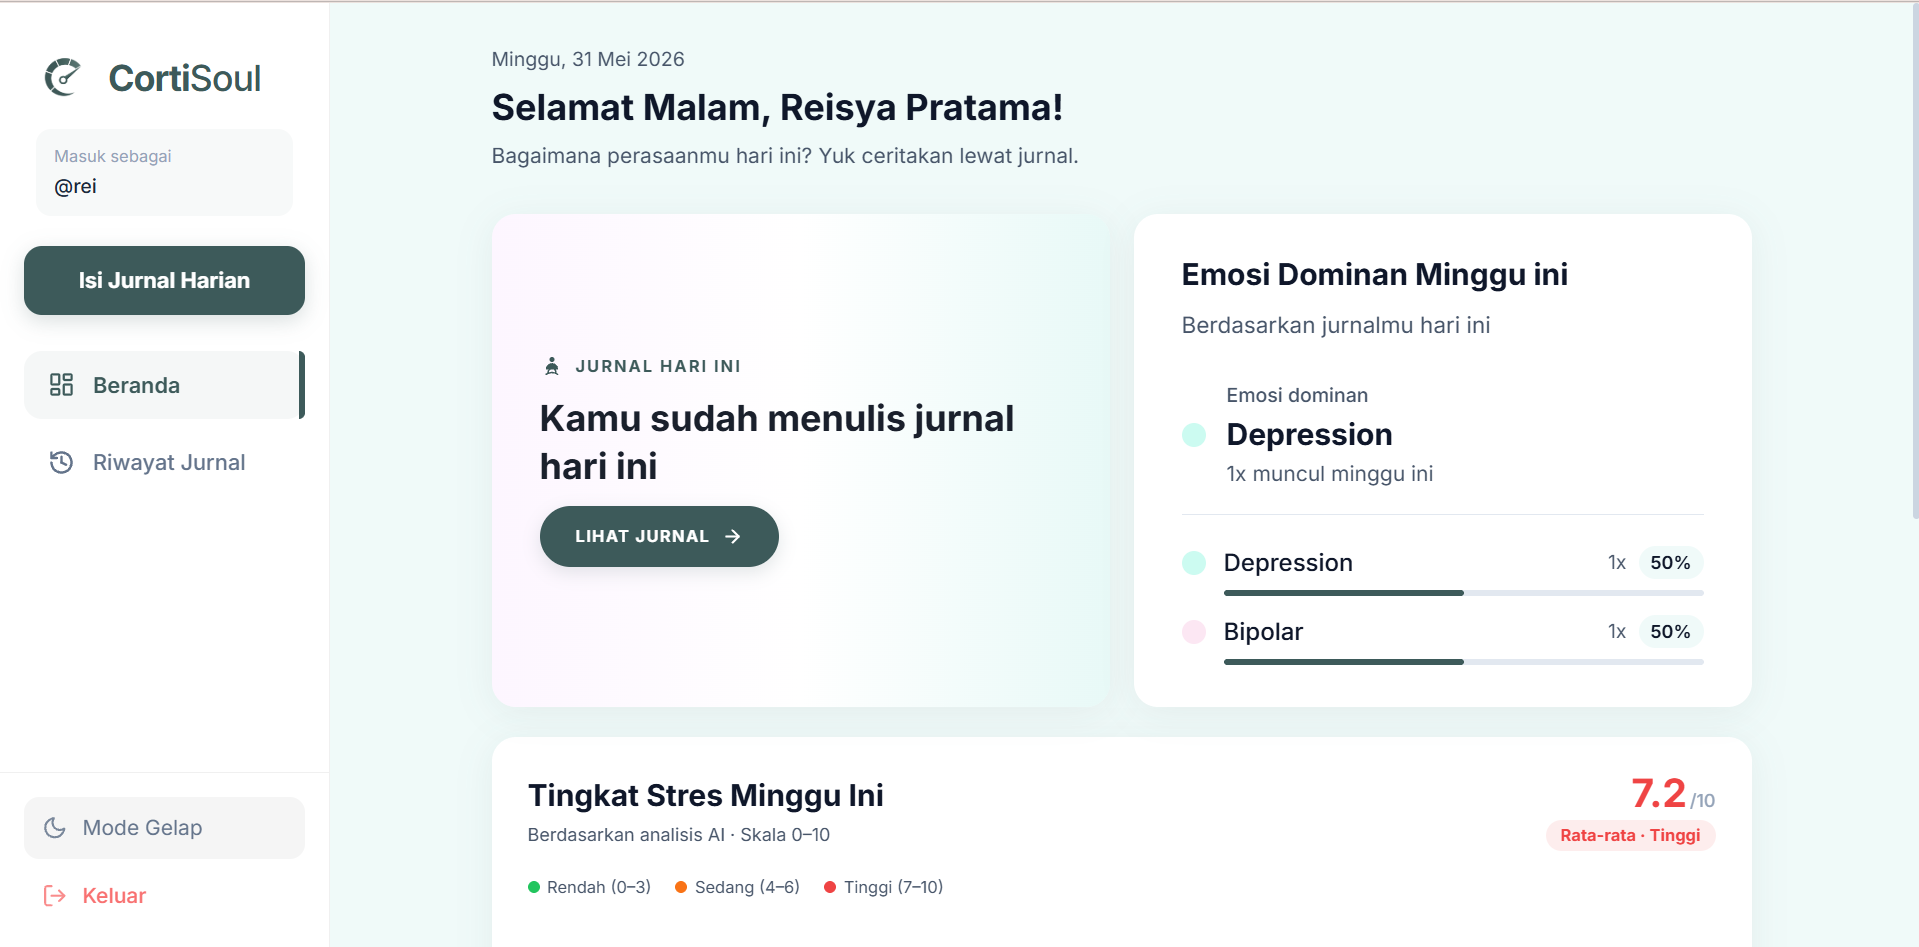 CortiSoul
Masuk sebagai
@rei
Isi Jurnal Harian
Beranda
Riwayat Jurnal
Mode Gelap
Keluar
Minggu, 31 Mei 2026
Selamat Malam, Reisya Pratama!
Bagaimana perasaanmu hari ini? Yuk ceritakan lewat jurnal.
JURNAL HARI INI
Kamu sudah menulis jurnal
hari ini
LIHAT JURNAL →
Emosi Dominan Minggu ini
Berdasarkan jurnalmu hari ini
Emosi dominan
Depression
1x muncul minggu ini
Depression 1x 50%
Bipolar 1x 50%
Tingkat Stres Minggu Ini
7.2/10
Berdasarkan analisis AI · Skala 0–10
Rata-rata · Tinggi
Rendah (0–3) Sedang (4–6) Tinggi (7–10)